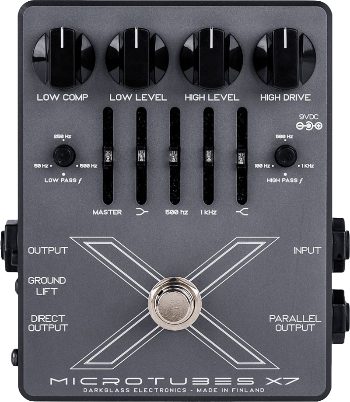 LOW COMP LOW LEVEL HIGH LEVEL HIGH DRIVE
9VDC
250 Hz 500 Hz
50 Hz 500 Hz 100 Hz 1 KHz
LOW PASS f HIGH PASS f
MASTER 500 Hz 1 KHz
OUTPUT INPUT
GROUND
LIFT
DIRECT
OUTPUT
PARALLEL
OUTPUT
MICROTUBES X7
DARKGLASS ELECTRONICS - MADE IN FINLAND